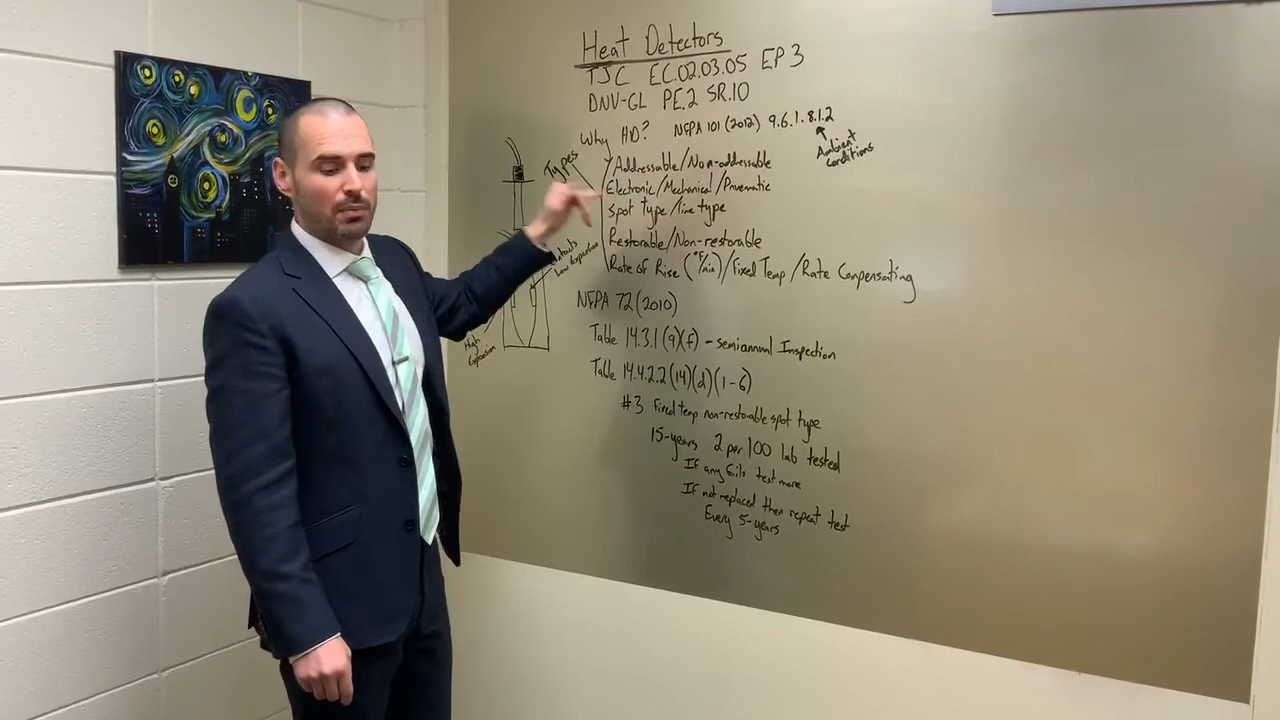 Heat Detectors
TJC EC.02.03.05 EP 3
DNV-GL PE.2 SR.10
Why HD? NFPA 101 (2012) 9.6.1.8.1.2
Ambient
conditions
Types
Addressable/Non-addressable
Electronic/Mechanical/Pnuematic
Spot Type/line type
Restorable/Non-restorable
Rate of Rise (°F/min)/Fixed Temp/Rate Compensating
Low Expansion
High
Expansion
NFPA 72 (2010)
Table 14.3.1 (9)(f) - semiannual Inspection
Table 14.4.2.2 (14)(d)(1-6)
#3 Fixed temp non-restorable spot type
15-years 2 per 100 lab tested
If any fails test more
If not replaced then repeat test
Every 5-years